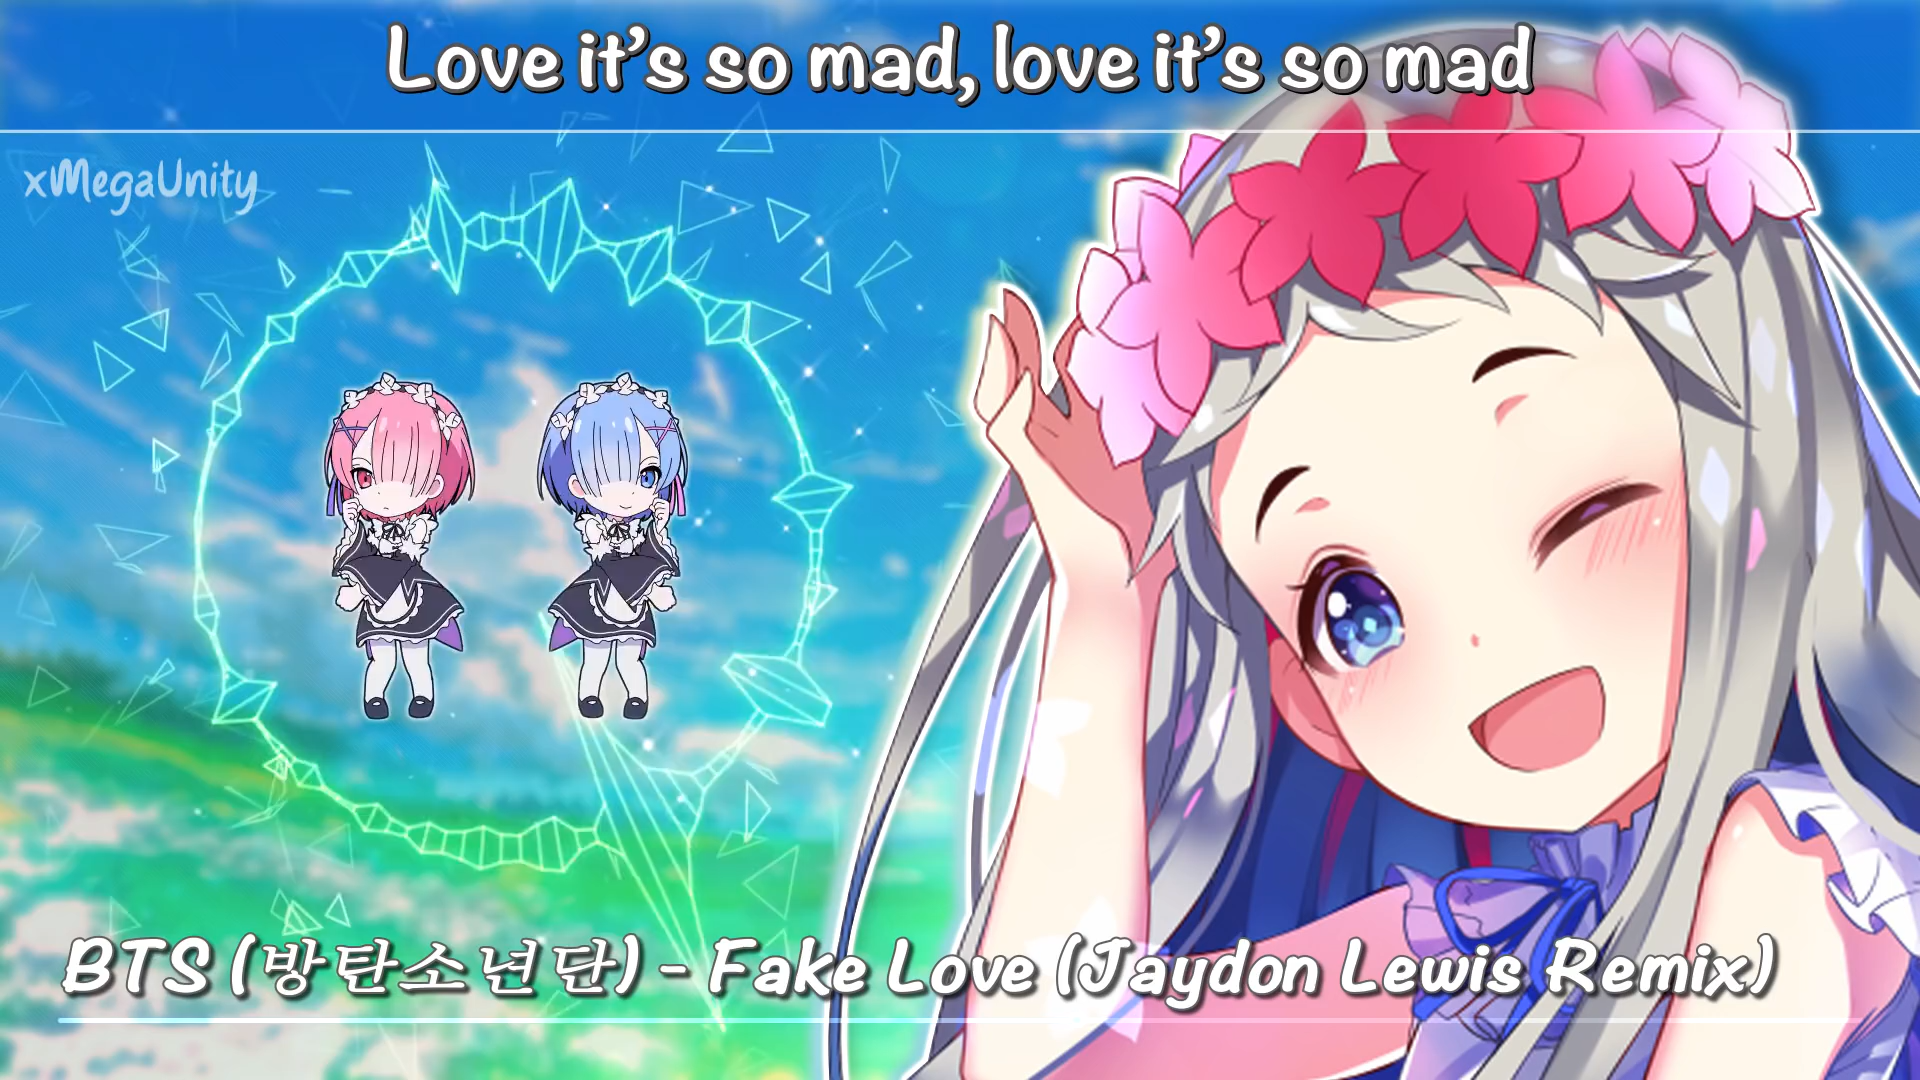 Love it's so mad, love it's so mad
xMegaUnity
BTS (방탄소년단) - Fake Love (Jaydon Lewis Remix)